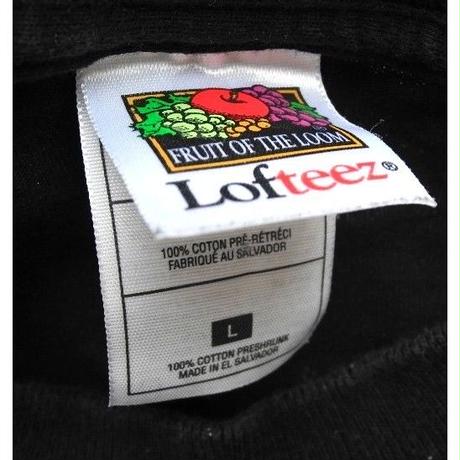 FRUIT OF THE LOOM
Lofteez®
100% COTON PRÉ-RÉTRÉCI
FABRIQUÉ AU SALVADOR
L
100% COTTON PRESHRUNK
MADE IN EL SALVADOR